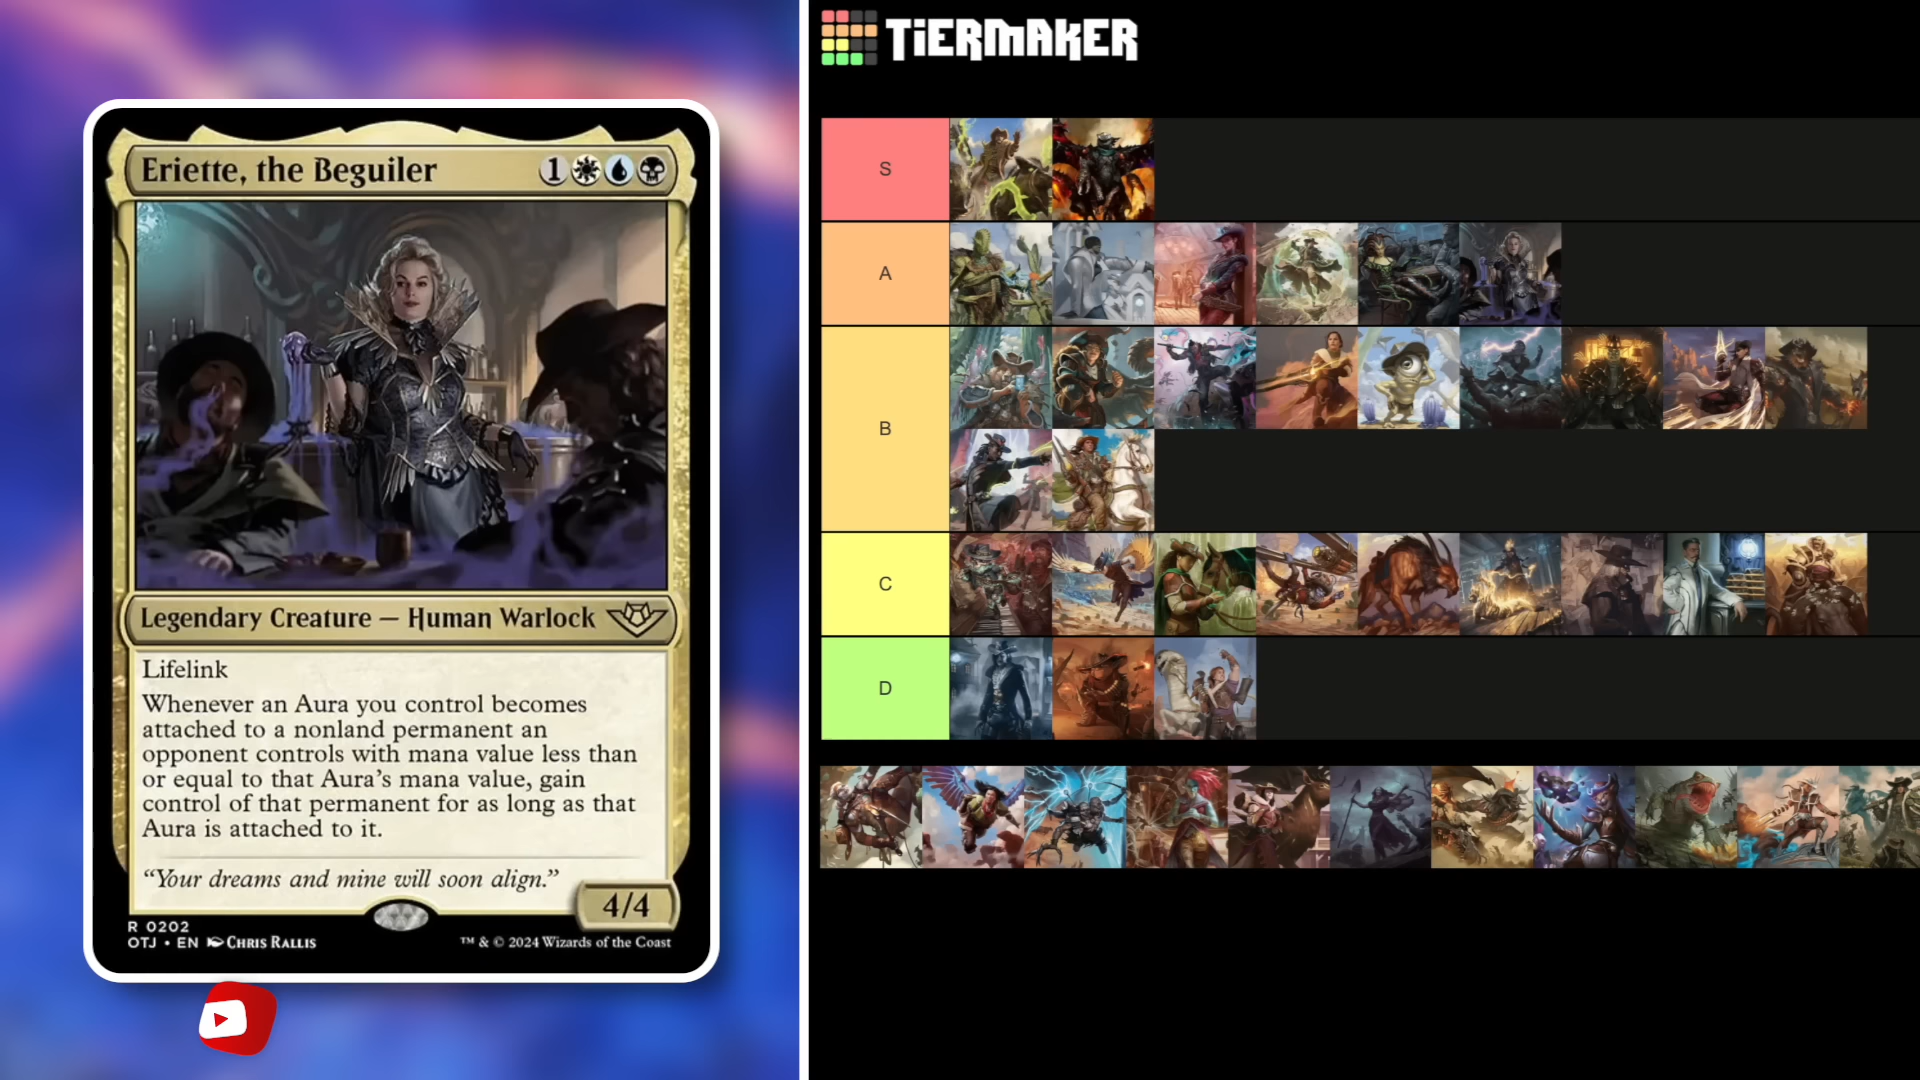 Eriette, the Beguiler 1
Legendary Creature — Human Warlock
Lifelink
Whenever an Aura you control becomes
attached to a nonland permanent an
opponent controls with mana value less than
or equal to that Aura's mana value, gain
control of that permanent for as long as that
Aura is attached to it.
“Your dreams and mine will soon align.”
4/4
R 0202
OTJ • EN CHRIS RALLIS
™ & © 2024 Wizards of the Coast
TiERMAKER
S
A
B
C
D